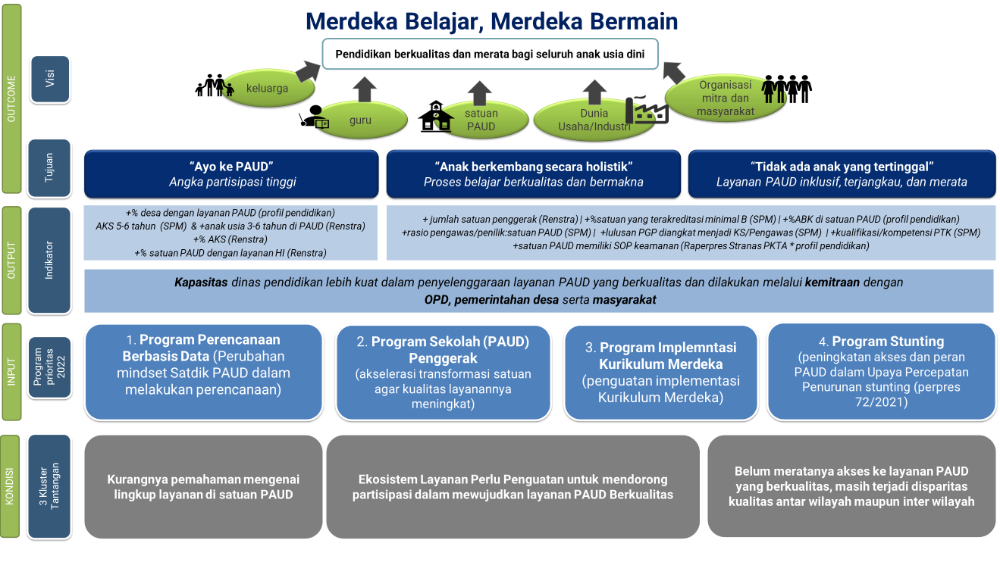 Merdeka Belajar, Merdeka Bermain
OUTCOME
Visi
Pendidikan berkualitas dan merata bagi seluruh anak usia dini
keluarga
guru
satuan
PAUD
Dunia
Usaha/Industri
Organisasi
mitra dan
masyarakat
Tujuan
“Ayo ke PAUD”
Angka partisipasi tinggi
“Anak berkembang secara holistik”
Proses belajar berkualitas dan bermakna
“Tidak ada anak yang tertinggal”
Layanan PAUD inklusif, terjangkau, dan merata
OUTPUT
Indikator
+% desa dengan layanan PAUD (profil pendidikan)
AKS 5-6 tahun (SPM) & +anak usia 3-6 tahun di PAUD (Renstra)
+% AKS (Renstra)
+% satuan PAUD dengan layanan HI (Renstra)
+ jumlah satuan penggerak (Renstra) | +%satuan yang terakreditasi minimal B (SPM) | +%ABK di satuan PAUD (profil pendidikan)
+rasio pengawas/penilik:satuan PAUD (SPM) | +lulusan PGP diangkat menjadi KS/Pengawas (SPM) | +kualifikasi/kompetensi PTK (SPM)
+satuan PAUD memiliki SOP keamanan (Raperpres Stranas PKTA * profil pendidikan)
Kapasitas dinas pendidikan lebih kuat dalam penyelenggaraan layanan PAUD yang berkualitas dan dilakukan melalui kemitraan dengan
OPD, pemerintahan desa serta masyarakat
INPUT
Program
prioritas
2022
1. Program Perencanaan
Berbasis Data (Perubahan
mindset Satdik PAUD dalam
melakukan perencanaan)
2. Program Sekolah (PAUD)
Penggerak
(akselerasi transformasi satuan
agar kualitas layanannya
meningkat)
3. Program Implemntasi
Kurikulum Merdeka
(penguatan implementasi
Kurikulum Merdeka)
4. Program Stunting
(peningkatan akses dan peran
PAUD dalam Upaya Percepatan
Penurunan stunting (perpres
72/2021)
KONDISI
3 Kluster
Tantangan
Kurangnya pemahaman mengenai
lingkup layanan di satuan PAUD
Ekosistem Layanan Perlu Penguatan untuk mendorong
partisipasi dalam mewujudkan layanan PAUD Berkualitas
Belum meratanya akses ke layanan PAUD
yang berkualitas, masih terjadi disparitas
kualitas antar wilayah maupun inter wilayah